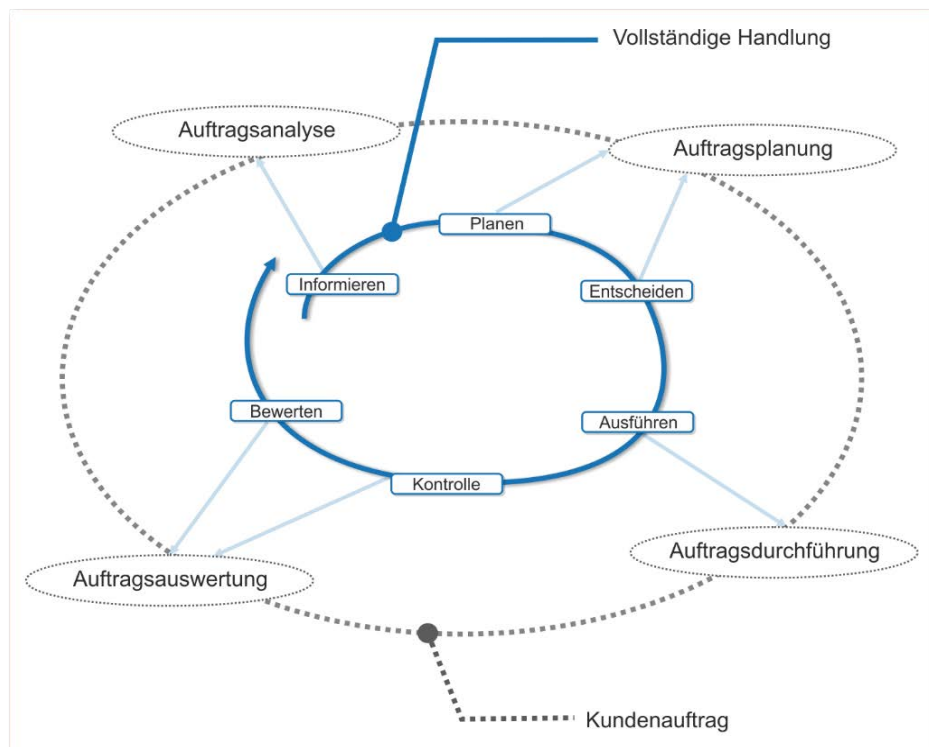 Vollständige Handlung
Auftragsanalyse
Auftragsplanung
Planen
Informieren
Entscheiden
Bewerten
Ausführen
Kontrolle
Auftragsdurchführung
Auftragsauswertung
Kundenauftrag